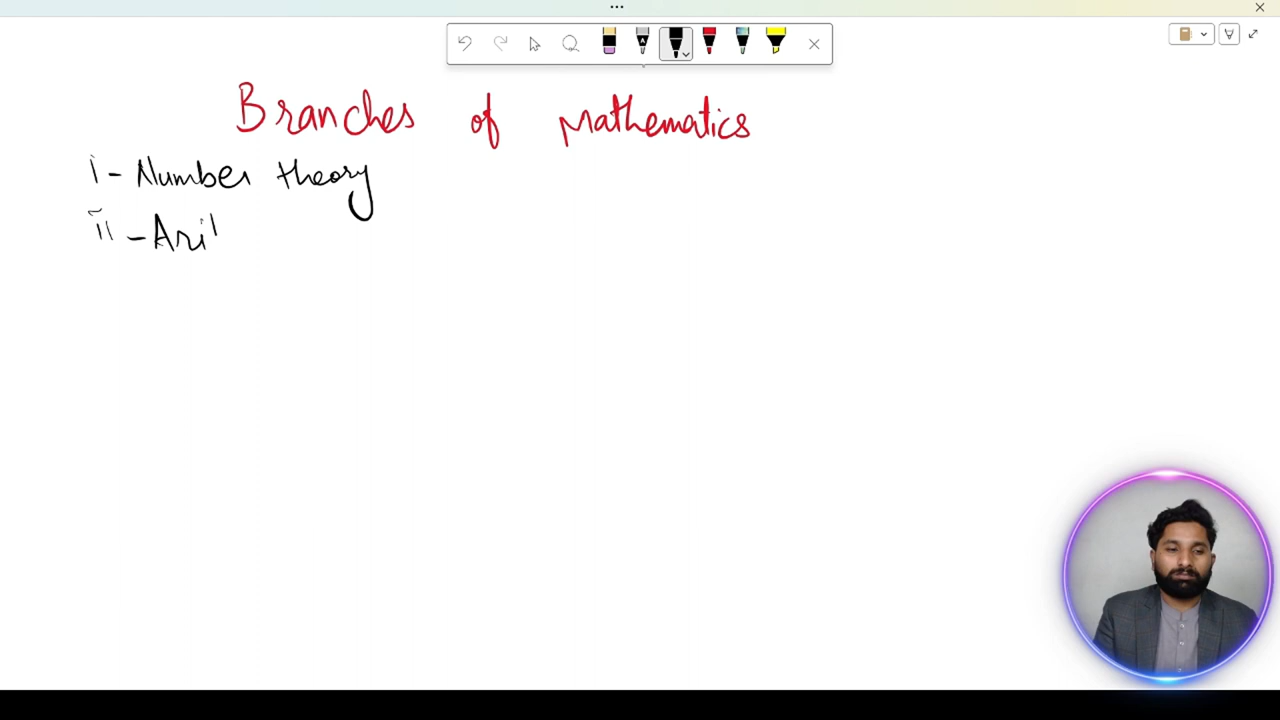 Branches of Mathematics
i - Number theory
ii - Ari